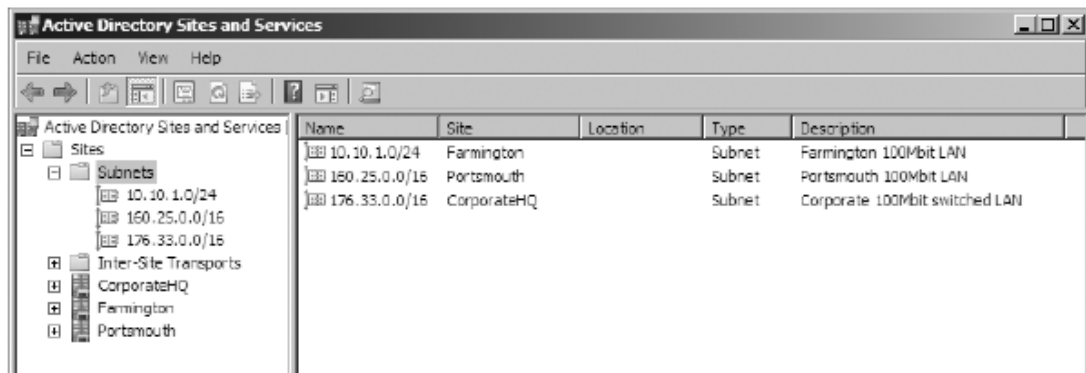 Active Directory Sites and Services
File Action View Help
Active Directory Sites and Services [
Name Site Location Type Description
Sites
10.10.1.0/24 Farmington Subnet Farmington 100Mbit LAN
Subnets
160.25.0.0/16 Portsmouth Subnet Portsmouth 100Mbit LAN
10.10.1.0/24
176.33.0.0/16 CorporateHQ Subnet Corporate 100Mbit switched LAN
160.25.0.0/16
176.33.0.0/16
Inter-Site Transports
CorporateHQ
Farmington
Portsmouth